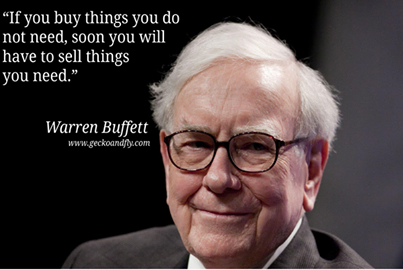 “If you buy things you do
not need, soon you will
have to sell things
you need.”
Warren Buffett
www.geckoandfly.com